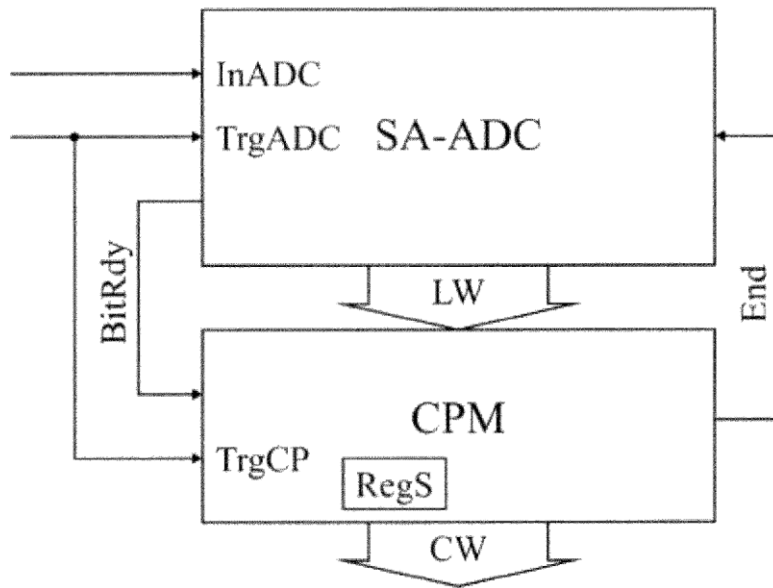 InADC
TrgADC
SA-ADC
BitRdy
LW
End
CPM
TrgCP
RegS
CW